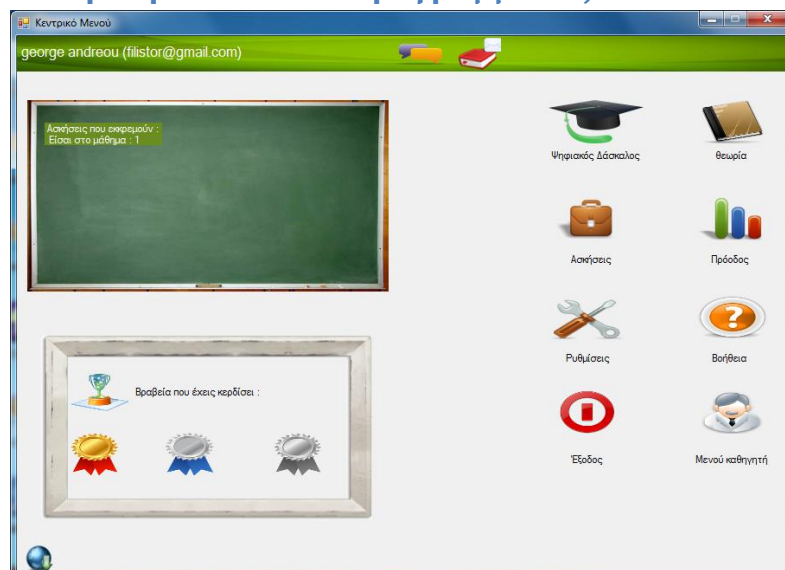 Κεντρικό Μενού
george andreou (filistor@gmail.com)
Ασκήσεις που εκκρεμούν :
Είσαι στο μάθημα : 1
Ψηφιακός Δάσκαλος
θεωρία
Ασκήσεις
Πρόοδος
Ρυθμίσεις
Βοήθεια
Βραβεία που έχεις κερδίσει :
Έξοδος
Μενού καθηγητή